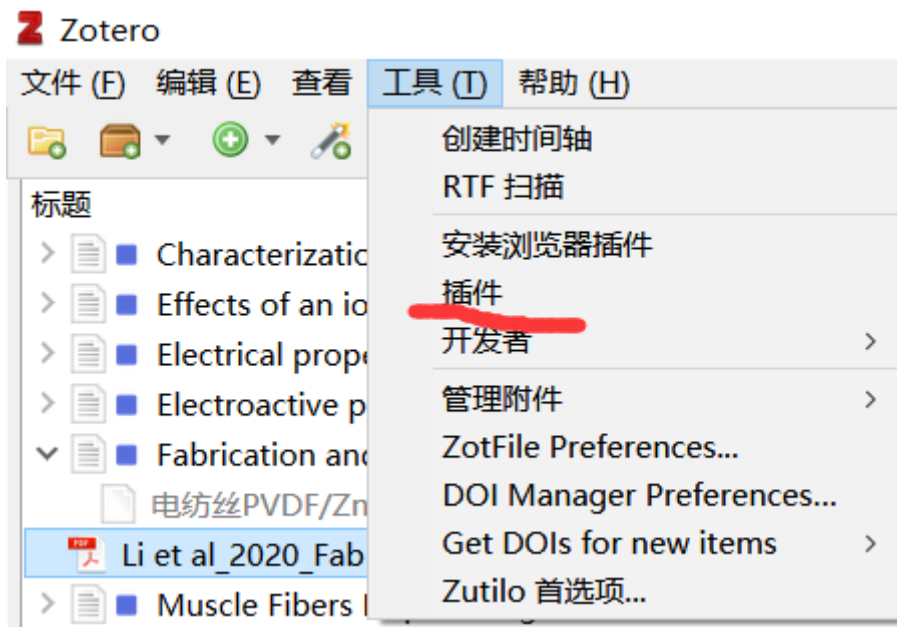 Zotero
文件 (F) 编辑 (E) 查看 工具 (T) 帮助 (H)
创建时间轴
RTF 扫描
安装浏览器插件
插件
开发者
管理附件
ZotFile Preferences...
DOI Manager Preferences...
Get DOIs for new items
Zutilo 首选项...
标题
Characterizatic
Effects of an io
Electrical prope
Electroactive p
Fabrication and
电纺丝PVDF/Zn
PDF
Li et al_2020_Fab
Muscle Fibers